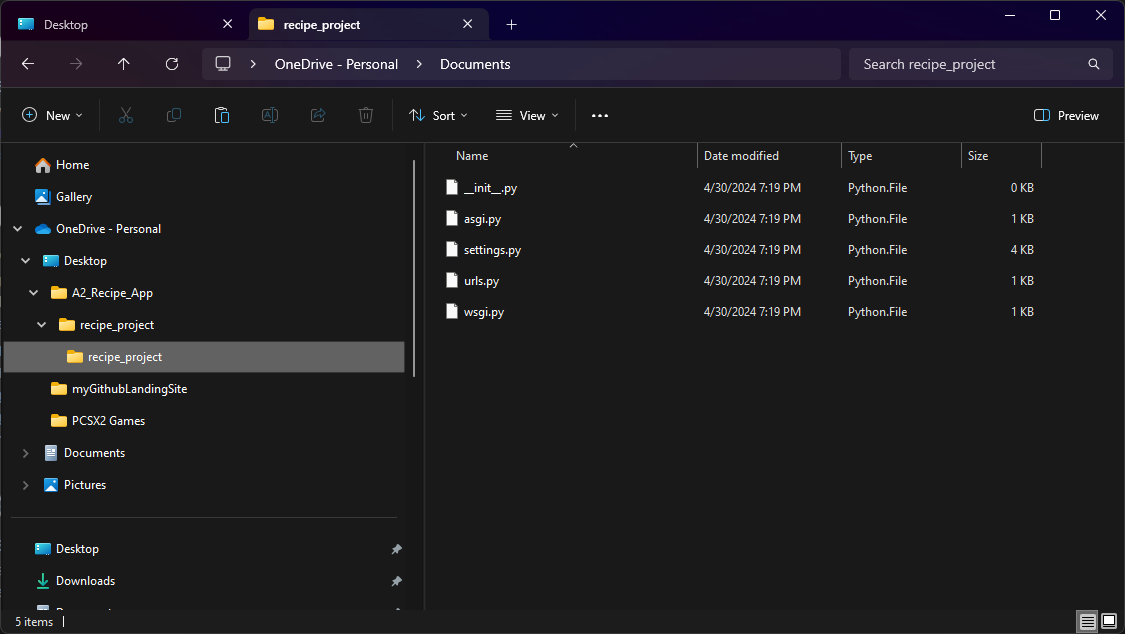 Desktop
recipe_project
OneDrive - Personal
Documents
Search recipe_project
New
Sort
View
Preview
Home
Gallery
OneDrive - Personal
Desktop
A2_Recipe_App
recipe_project
recipe_project
myGithubLandingSite
PCSX2 Games
Documents
Pictures
Desktop
Downloads
Name Date modified Type Size
__init__.py 4/30/2024 7:19 PM Python.File 0 KB
asgi.py 4/30/2024 7:19 PM Python.File 1 KB
settings.py 4/30/2024 7:19 PM Python.File 4 KB
urls.py 4/30/2024 7:19 PM Python.File 1 KB
wsgi.py 4/30/2024 7:19 PM Python.File 1 KB
5 items